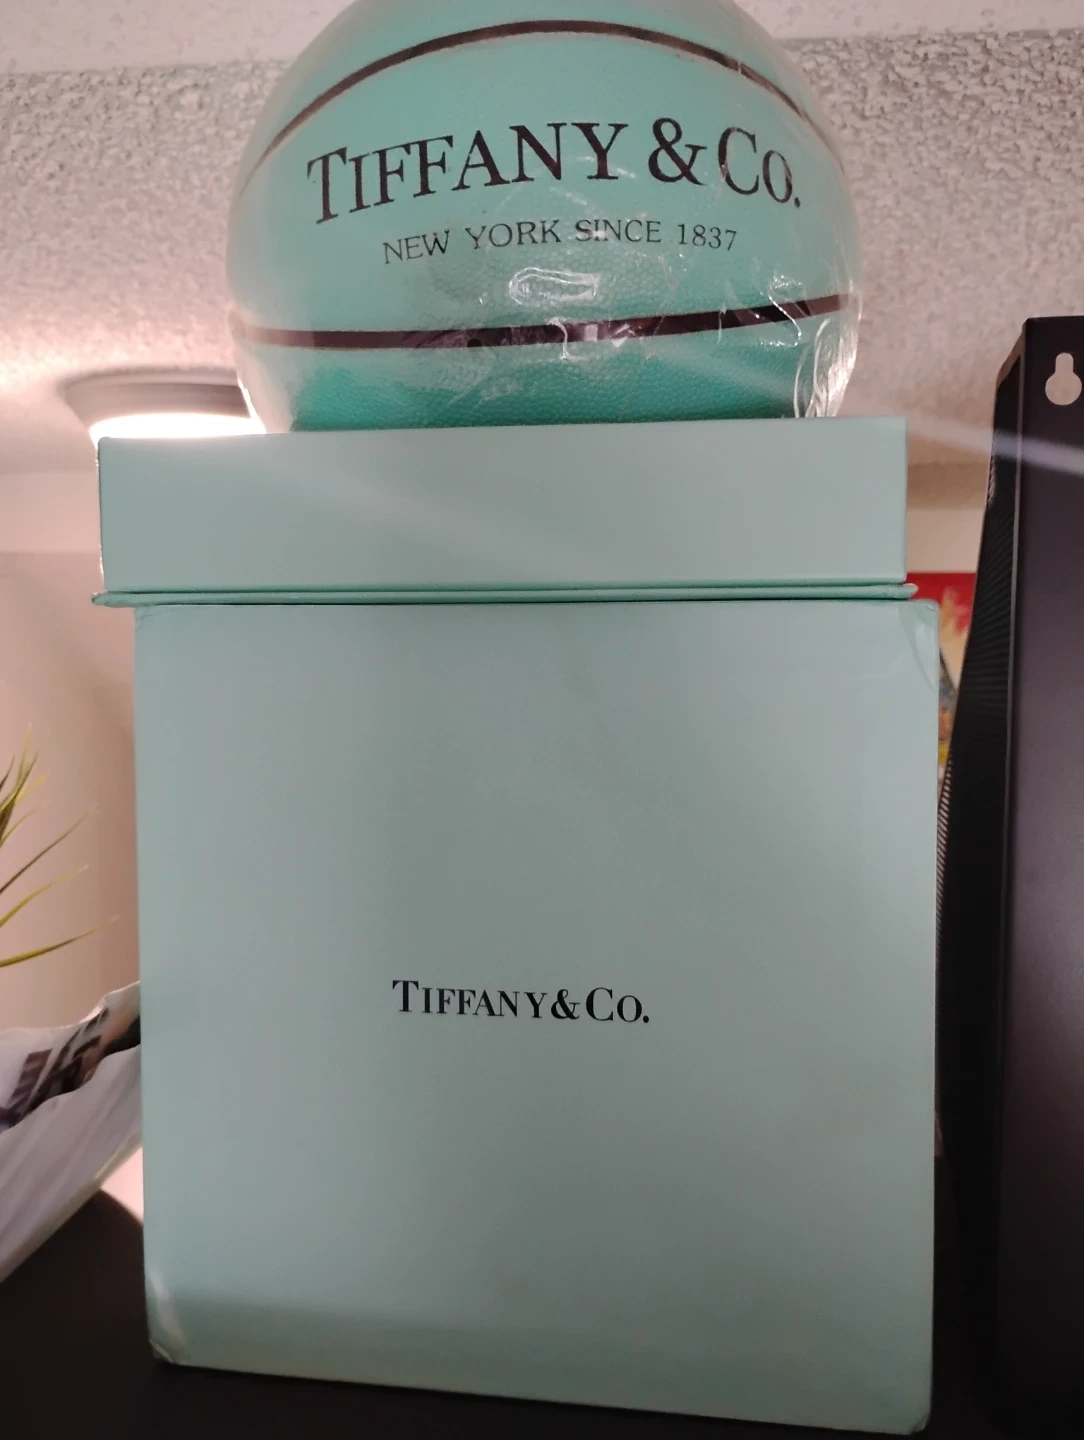 TIFFANY & CO.
NEW YORK SINCE 1837
TIFFANY & CO.